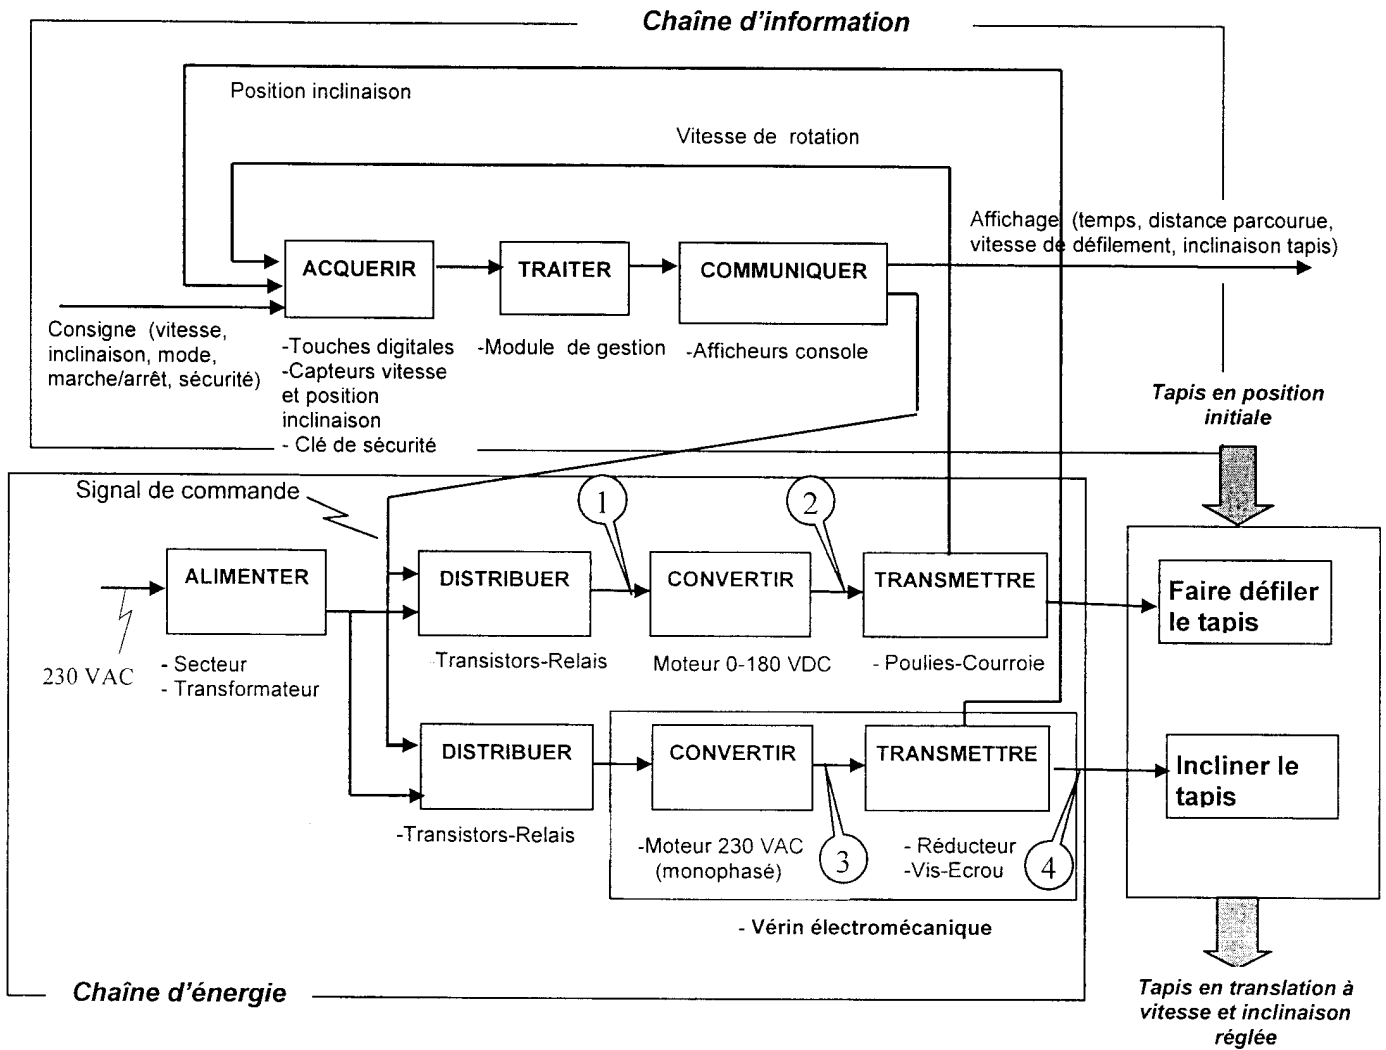 Chaîne d'information
Position inclinaison
Vitesse de rotation
Affichage (temps, distance parcourue,
vitesse de défilement, inclinaison tapis)
ACQUERIR
TRAITER
COMMUNIQUER
Consigne (vitesse,
inclinaison, mode,
marche/arrêt, sécurité)
-Touches digitales
-Capteurs vitesse
et position
inclinaison
- Clé de sécurité
-Module de gestion
-Afficheurs console
Tapis en position
initiale
Signal de commande
1
2
ALIMENTER
DISTRIBUER
CONVERTIR
TRANSMETTRE
Faire défiler
le tapis
230 VAC
- Secteur
- Transformateur
-Transistors-Relais
Moteur 0-180 VDC
- Poulies-Courroie
DISTRIBUER
CONVERTIR
TRANSMETTRE
Incliner le
tapis
-Transistors-Relais
-Moteur 230 VAC
(monophasé)
3
- Réducteur
-Vis-Ecrou
4
- Vérin électromécanique
Chaîne d'énergie
Tapis en translation à
vitesse et inclinaison
réglée